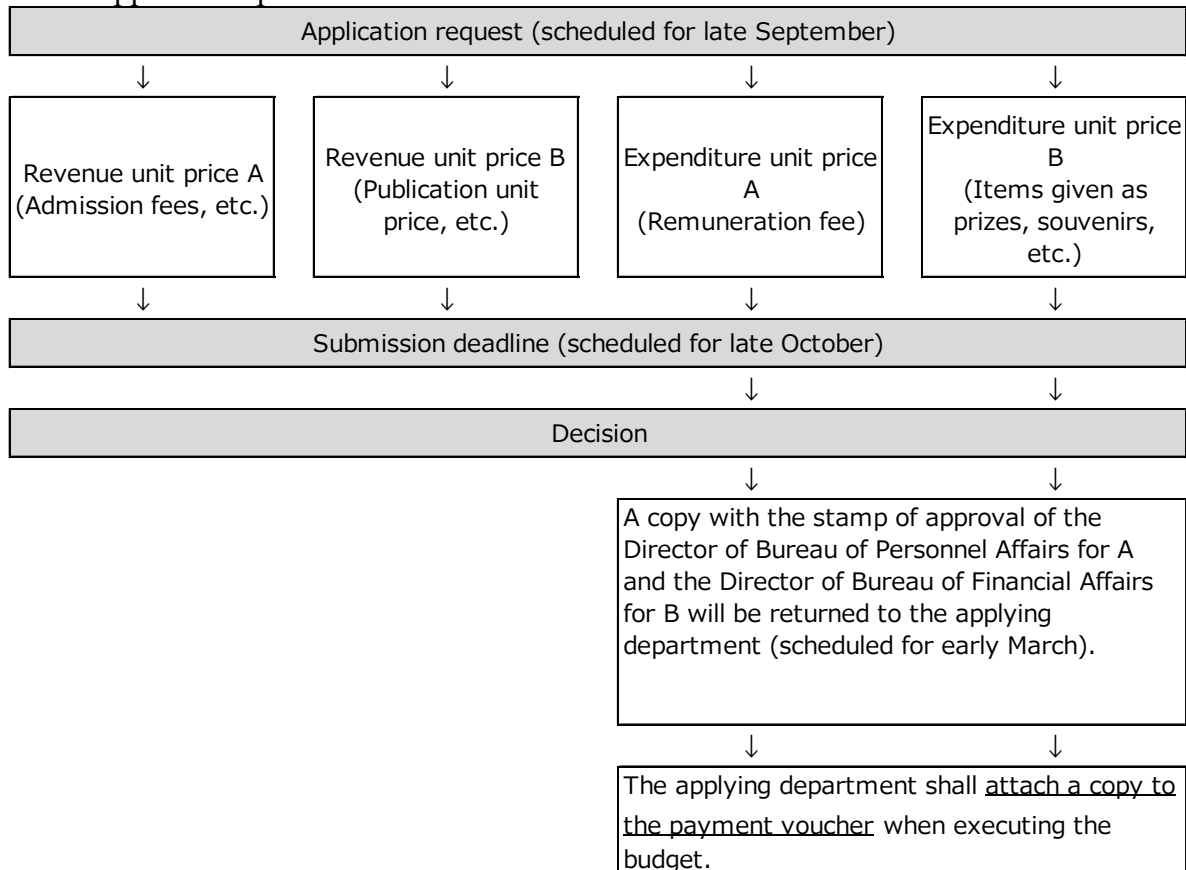 Application request (scheduled for late September)
↓ ↓ ↓ ↓
Revenue unit price A
(Admission fees, etc.)
Revenue unit price B
(Publication unit
price, etc.)
Expenditure unit price
A
(Remuneration fee)
Expenditure unit price
B
(Items given as
prizes, souvenirs,
etc.)
↓ ↓ ↓ ↓
Submission deadline (scheduled for late October)
↓ ↓
Decision
↓ ↓
A copy with the stamp of approval of the
Director of Bureau of Personnel Affairs for A
and the Director of Bureau of Financial Affairs
for B will be returned to the applying
department (scheduled for early March).
↓ ↓
The applying department shall attach a copy to
the payment voucher when executing the
budget.